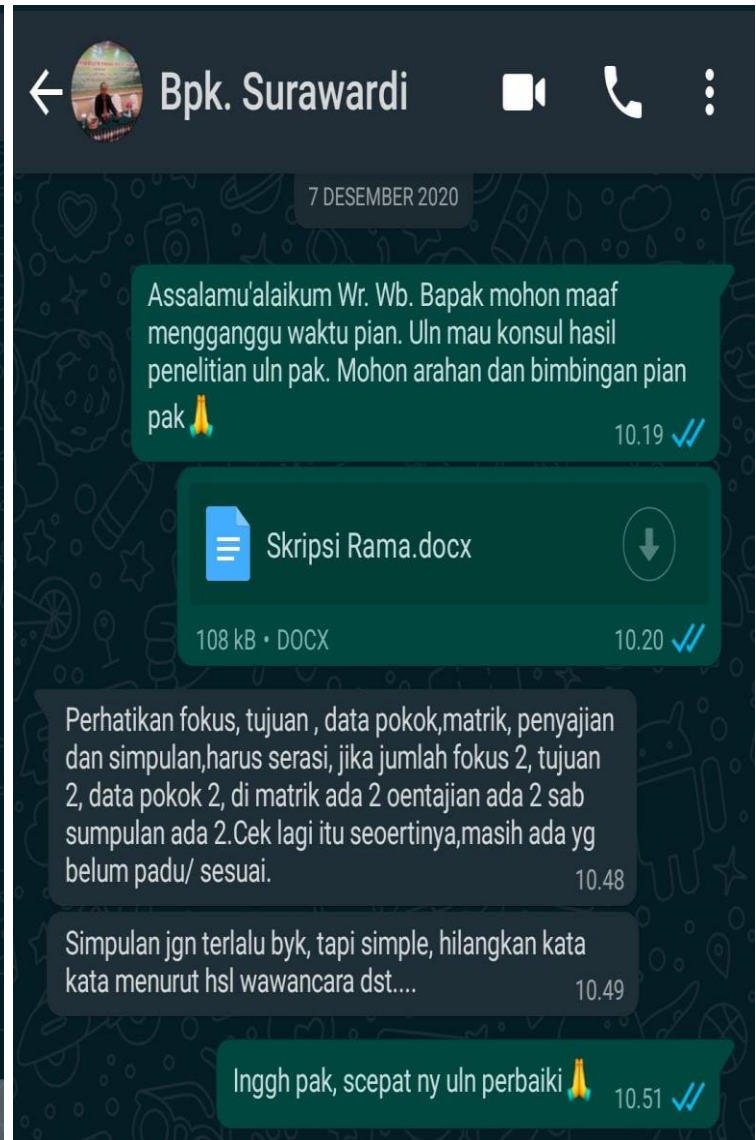 Bpk. Surawardi
7 DESEMBER 2020
Assalamu'alaikum Wr. Wb. Bapak mohon maaf
mengganggu waktu pian. Uln mau konsul hasil
penelitian uln pak. Mohon arahan dan bimbingan pian
pak🙏
10.19
Skripsi Rama.docx
108 kB • DOCX
10.20
Perhatikan fokus, tujuan , data pokok,matrik, penyajian
dan simpulan,harus serasi, jika jumlah fokus 2, tujuan
2, data pokok 2, di matrik ada 2 oentajian ada 2 sab
sumpulan ada 2.Cek lagi itu seoertinya,masih ada yg
belum padu/ sesuai.
10.48
Simpulan jgn terlalu byk, tapi simple, hilangkan kata
kata menurut hsl wawancara dst....
10.49
Inggh pak, scepat ny uln perbaiki🙏
10.51